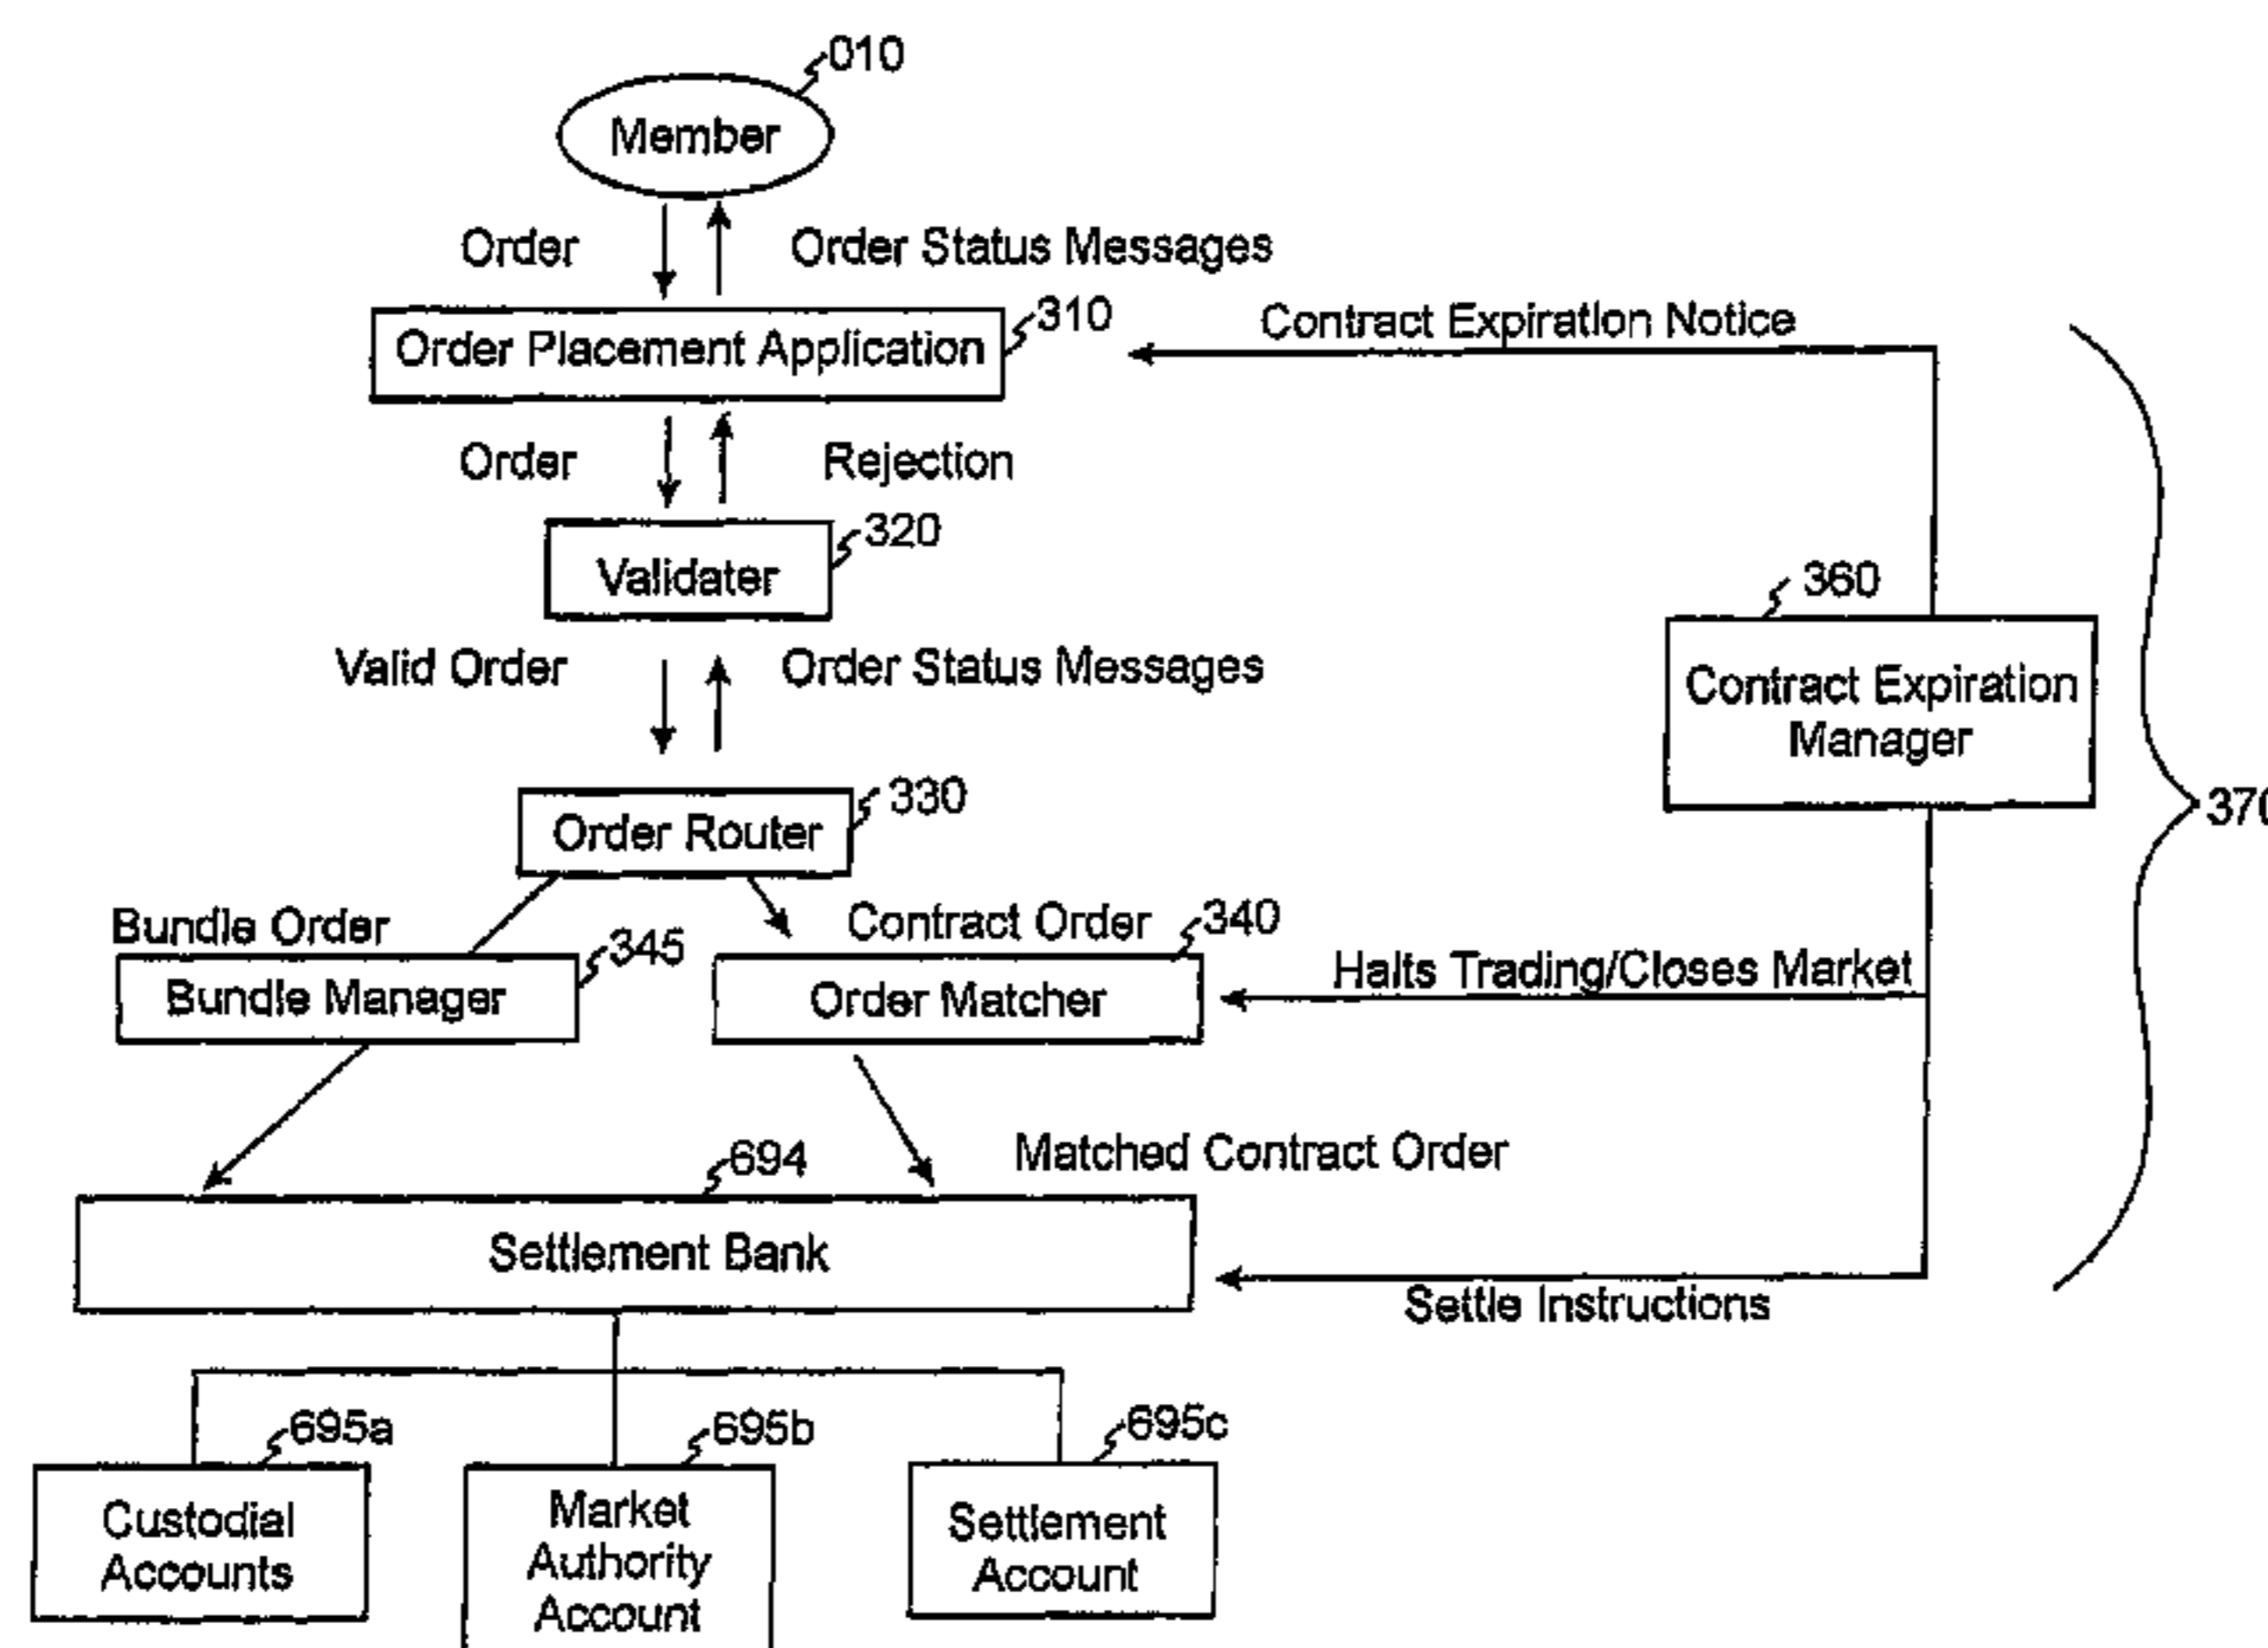 010
Member
Order
Order Status Messages
310
Order Placement Application
Contract Expiration Notice
Order
Rejection
320
Validater
360
Contract Expiration
Manager
Valid Order
Order Status Messages
330
Order Router
370
Bundle Order
345
Bundle Manager
Contract Order
340
Order Matcher
Halts Trading/Closes Market
694
Matched Contract Order
Settlement Bank
Settle Instructions
695a
Custodial
Accounts
695b
Market
Authority
Account
695c
Settlement
Account